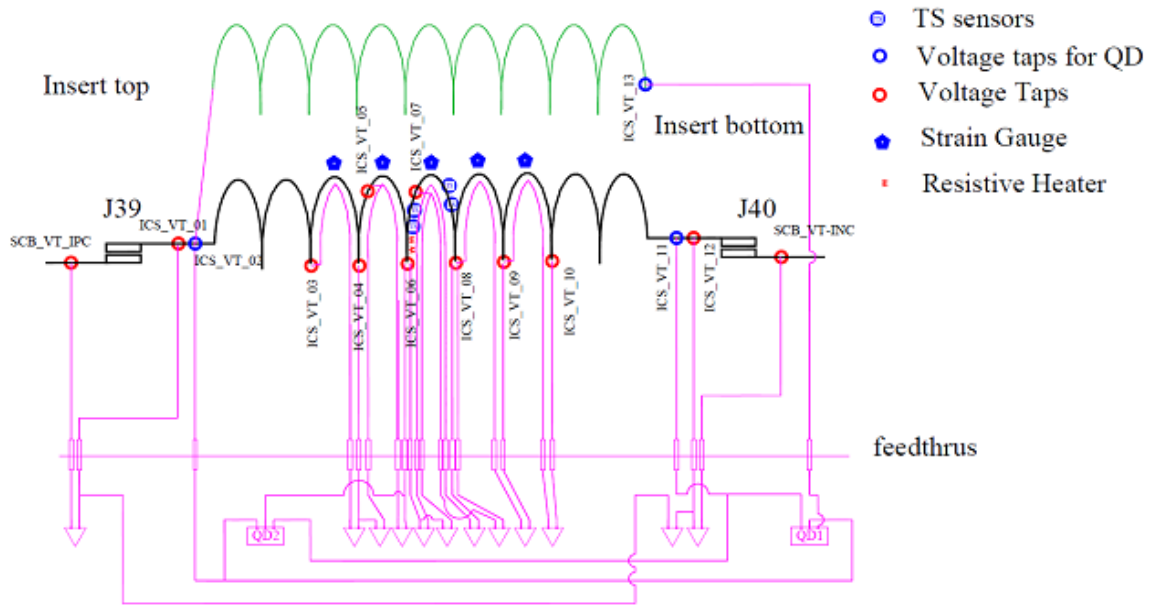 TS sensors
Voltage taps for QD
Voltage Taps
Strain Gauge
Resistive Heater
Insert top
Insert bottom
ICS_VT_13
ICS_VT_05
ICS_VT_07
J39
J40
ICS_VT_01
SCB_VT_IPC
ICS_VT_02
SCB_VT-INC
ICS_VT_03
ICS_VT_04
ICS_VT_06
ICS_VT_08
ICS_VT_09
ICS_VT_10
ICS_VT_11
ICS_VT_12
feedthrus
QD2
QD1